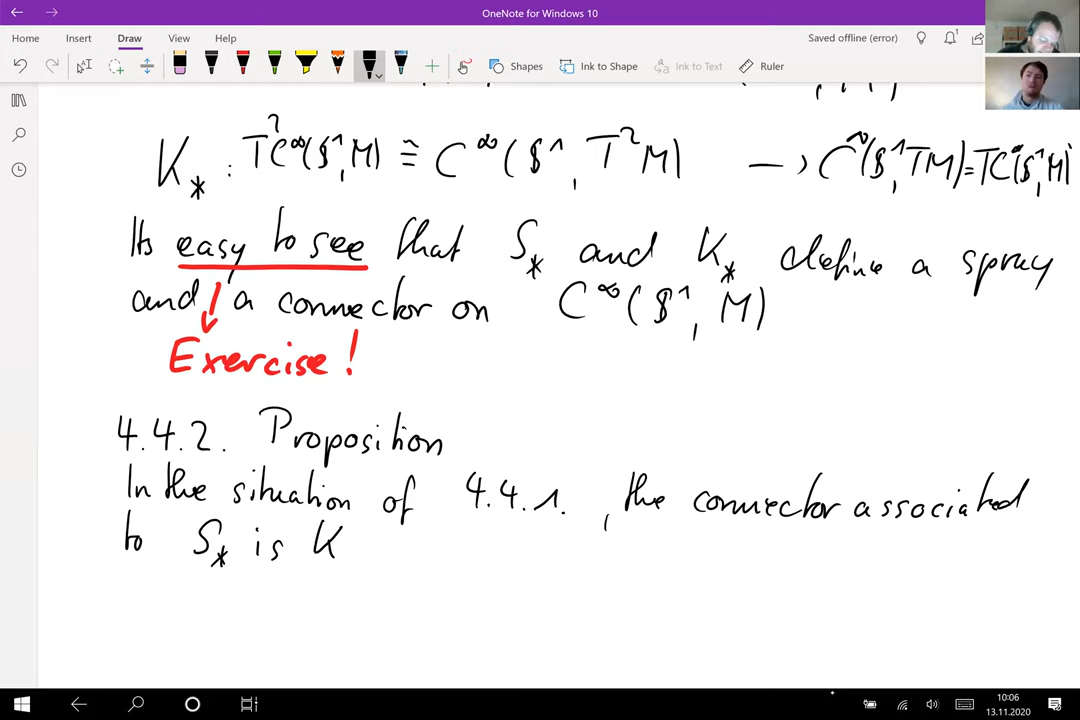 OneNote for Windows 10
Home Insert Draw View Help Saved offline (error)
Shapes Ink to Shape Ink to Text Ruler
K_* : T²C^∞($¹, M) ≅ C^∞($¹, T²M) → C^∞($¹, TM) = TC^∞($¹, M)
Its easy to see that S_* and K_* define a spray
and a connector on C^∞($¹, M)
Exercise!
4.4.2. Proposition
In the situation of 4.4.1. , the connector associated
to S_* is K
10:06
13.11.2020